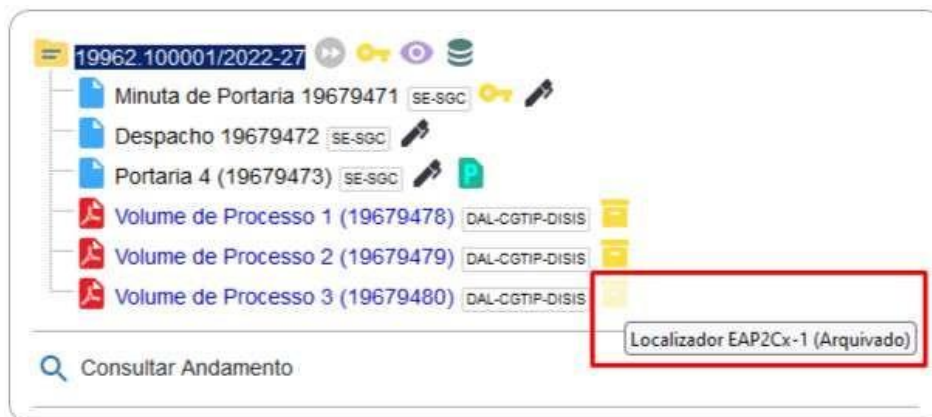 19962.100001/2022-27
Minuta de Portaria 19679471 SE-SGC
Despacho 19679472 SE-SGC
Portaria 4 (19679473) SE-SGC P
Volume de Processo 1 (19679478) DAL-CGTIP-DISIS
Volume de Processo 2 (19679479) DAL-CGTIP-DISIS
Volume de Processo 3 (19679480) DAL-CGTIP-DISIS
Localizador EAP2Cx-1 (Arquivado)
Consultar Andamento